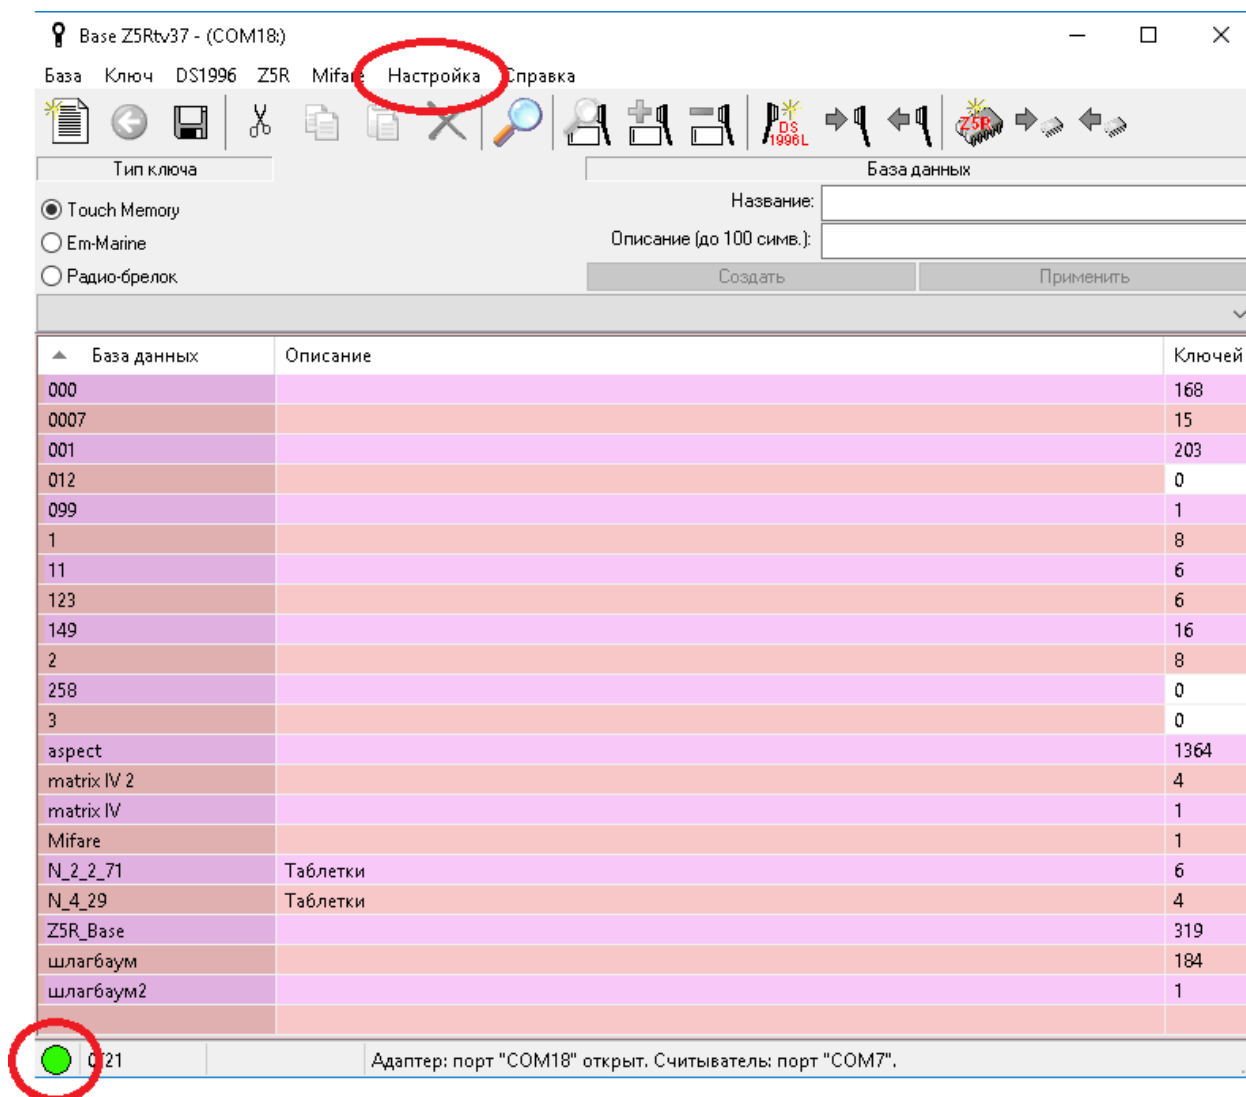 Base Z5Rtv37 - (COM18:)
База Ключ DS1996 Z5R Mifare Настройка Справка
DS 1996L Z5R
Тип ключа База данных
Touch Memory Название:
Em-Marine Описание (до 100 симв.):
Радио-брелок Создать Применить
База данных Описание Ключей
000 168
0007 15
001 203
012 0
099 1
1 8
11 6
123 6
149 16
2 8
258 0
3 0
aspect 1364
matrix IV 2 4
matrix IV 1
Mifare 1
N_2_2_71 Таблетки 6
N_4_29 Таблетки 4
Z5R_Base 319
шлагбаум 184
шлагбаум2 1
0/21 Адаптер: порт "COM18" открыт. Считыватель: порт "COM7".